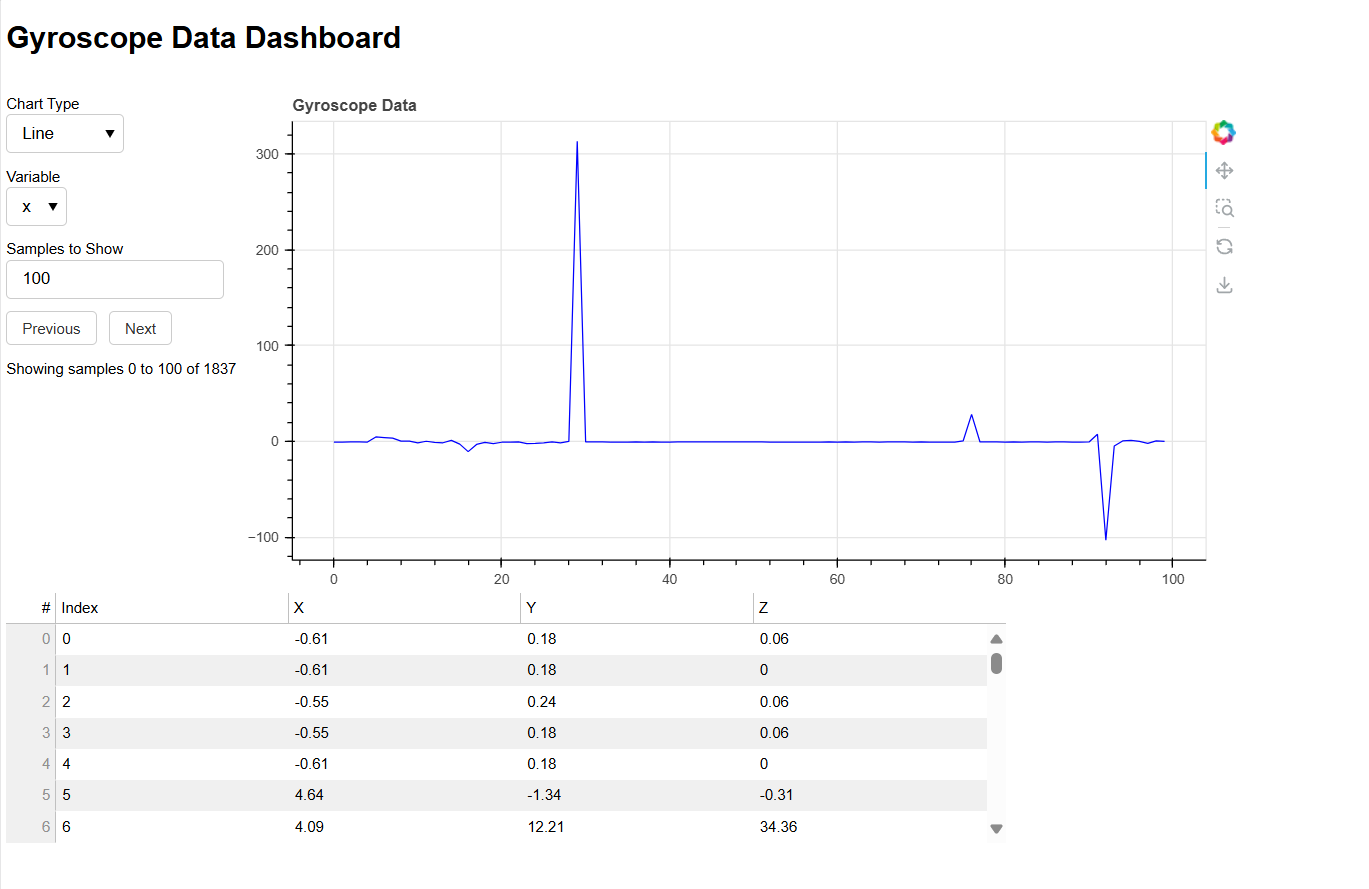 Gyroscope Data Dashboard
Chart Type
Line
Variable
x
Samples to Show
100
Previous Next
Showing samples 0 to 100 of 1837
Gyroscope Data
300
200
100
0
−100
0 20 40 60 80 100
# Index X Y Z
0 0 -0.61 0.18 0.06
1 1 -0.61 0.18 0
2 2 -0.55 0.24 0.06
3 3 -0.55 0.18 0.06
4 4 -0.61 0.18 0
5 5 4.64 -1.34 -0.31
6 6 4.09 12.21 34.36